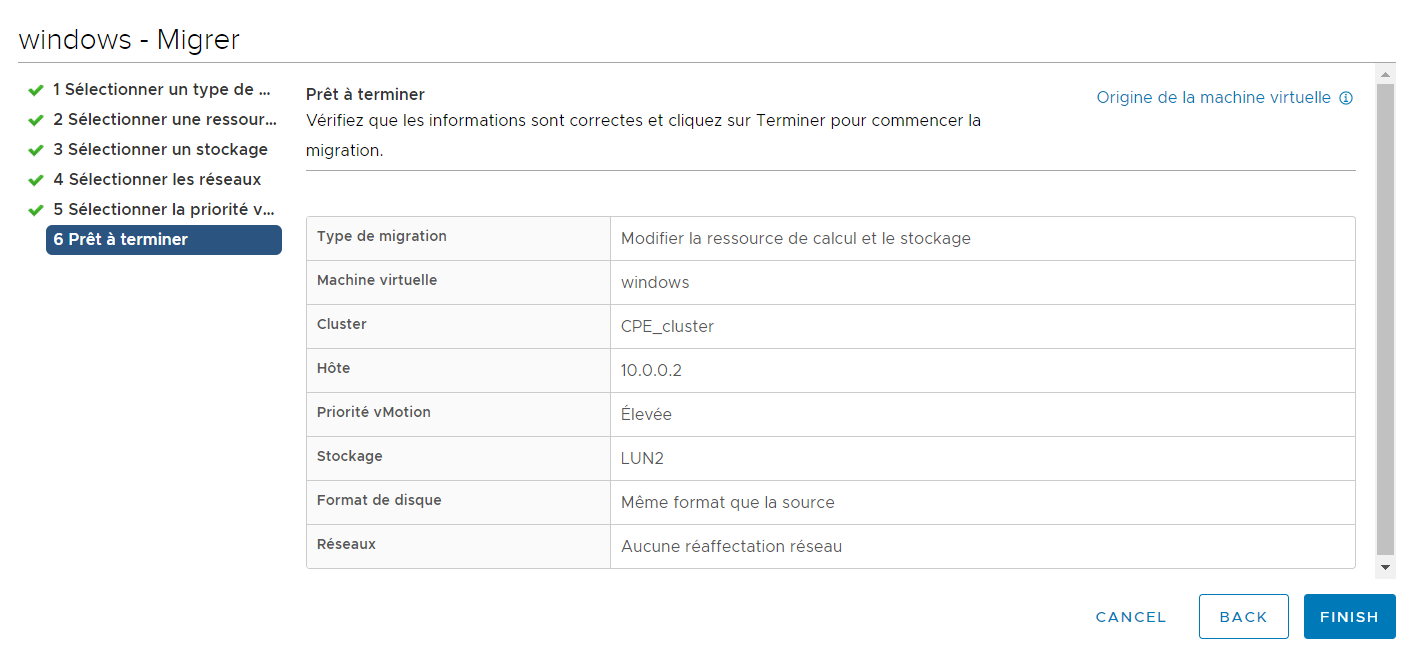 windows - Migrer
1 Sélectionner un type de ...
2 Sélectionner une ressour...
3 Sélectionner un stockage
4 Sélectionner les réseaux
5 Sélectionner la priorité v...
6 Prêt à terminer
Prêt à terminer
Vérifiez que les informations sont correctes et cliquez sur Terminer pour commencer la
migration.
Origine de la machine virtuelle
Type de migration Modifier la ressource de calcul et le stockage
Machine virtuelle windows
Cluster CPE_cluster
Hôte 10.0.0.2
Priorité vMotion Élevée
Stockage LUN2
Format de disque Même format que la source
Réseaux Aucune réaffectation réseau
CANCEL BACK FINISH